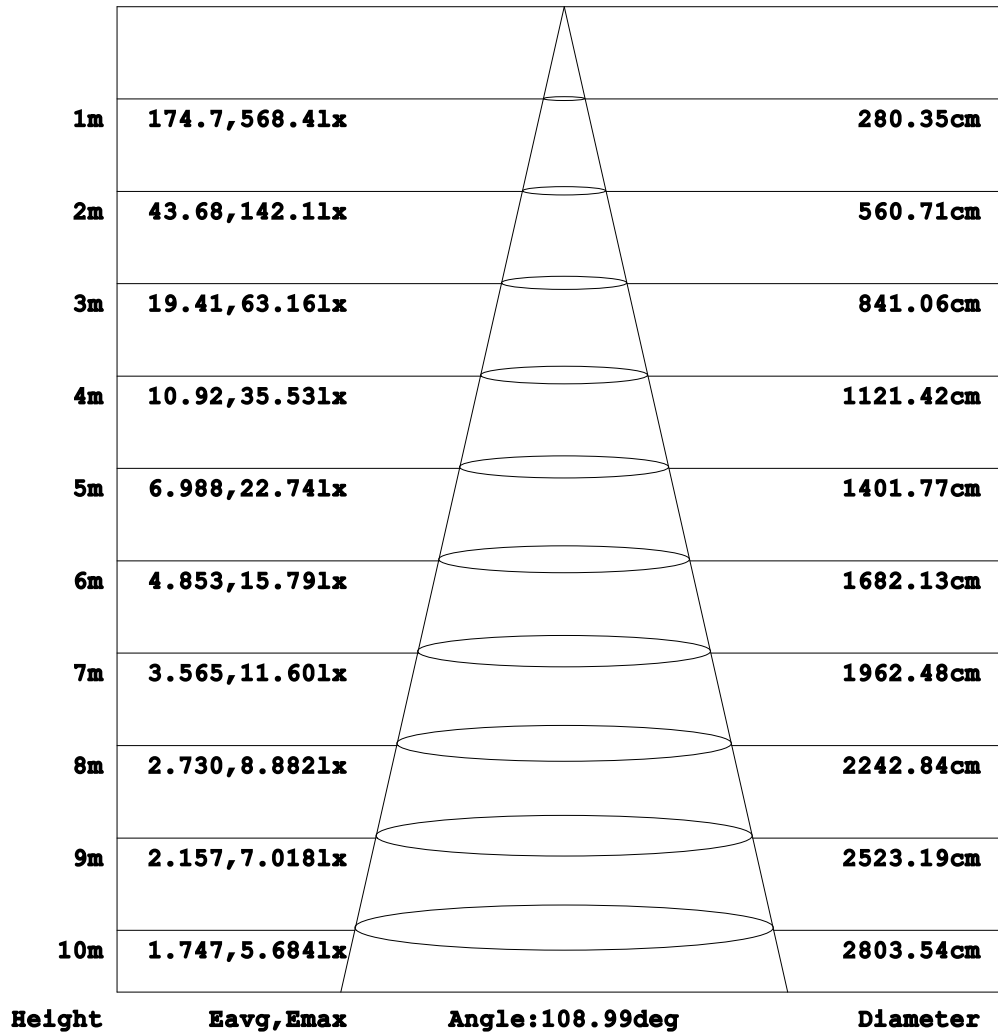 1m 174.7,568.4lx 280.35cm
2m 43.68,142.1lx 560.71cm
3m 19.41,63.16lx 841.06cm
4m 10.92,35.53lx 1121.42cm
5m 6.988,22.74lx 1401.77cm
6m 4.853,15.79lx 1682.13cm
7m 3.565,11.60lx 1962.48cm
8m 2.730,8.882lx 2242.84cm
9m 2.157,7.018lx 2523.19cm
10m 1.747,5.684lx 2803.54cm
Height Eavg,Emax Angle:108.99deg Diameter